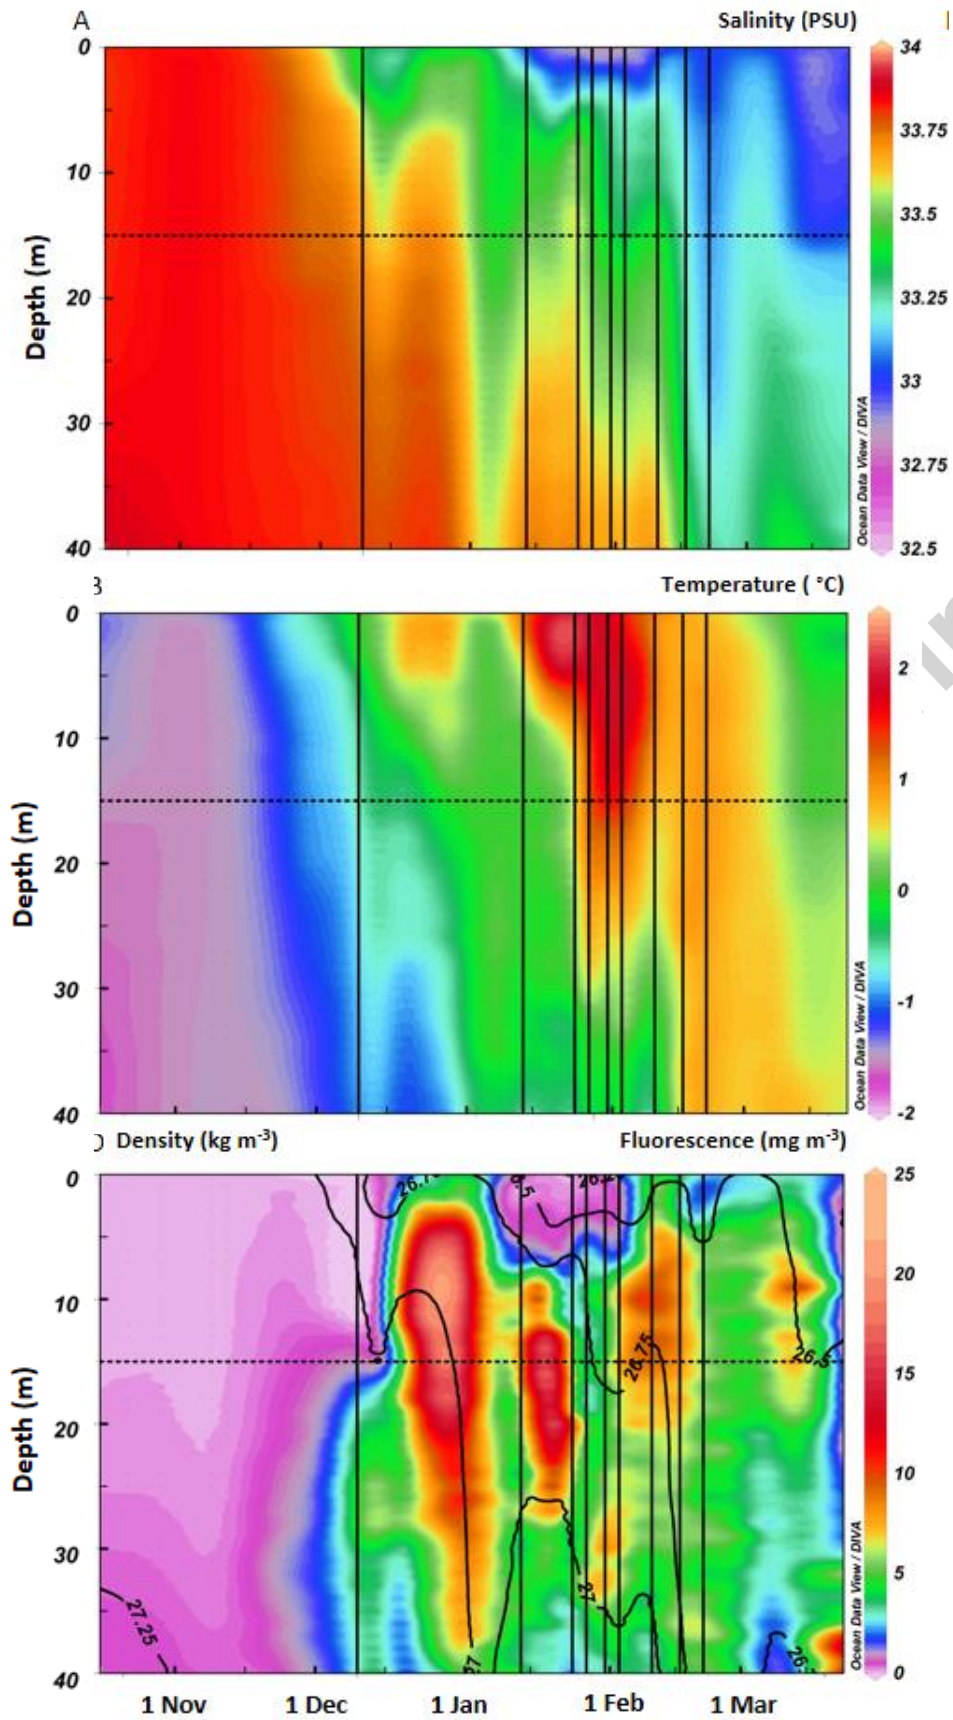 A
Salinity (PSU)
0
10
20
30
40
Depth (m)
34
33.75
33.5
33.25
33
32.75
32.5
Ocean Data View / DIVA
Temperature ( °C)
0
10
20
30
40
Depth (m)
2
1
0
-1
-2
Ocean Data View / DIVA
Density (kg m-3)
Fluorescence (mg m-3)
0
10
20
30
40
Depth (m)
27.25
27
26.75
26.5
25
20
15
10
5
0
Ocean Data View / DIVA
1 Nov
1 Dec
1 Jan
1 Feb
1 Mar